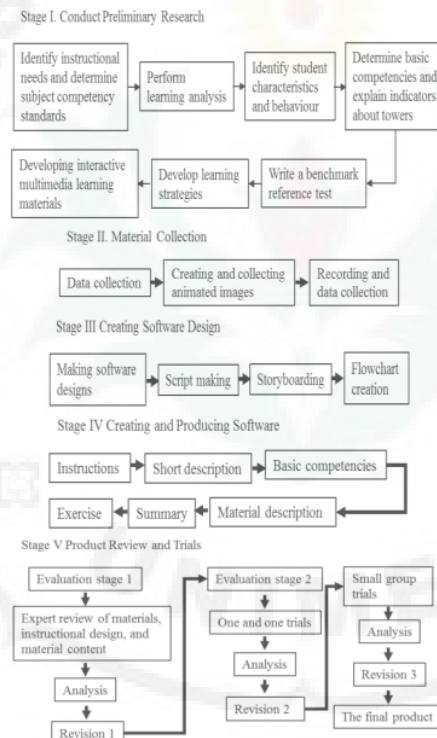 Stage I. Conduct Preliminary Research
Identify instructional
needs and determine
subject competency
standards
Perform
learning analysis
Identify student
characteristics
and behaviour
Determine basic
competencies and
explain indicators
about towers
Developing interactive
multimedia learning
materials
Develop learning
strategies
Write a benchmark
reference test
Stage II. Material Collection
Data collection
Creating and collecting
animated images
Recording and
data collection
Stage III Creating Software Design
Making software
designs
Script making
Storyboarding
Flowchart
creation
Stage IV Creating and Producing Software
Instructions
Short description
Basic competencies
Exercise
Summary
Material description
Stage V Product Review and Trials
Evaluation stage 1
Expert review of materials,
instructional design, and
material content
Analysis
Revision 1
Evaluation stage 2
One and one trials
Analysis
Revision 2
Small group
trials
Analysis
Revision 3
The final product